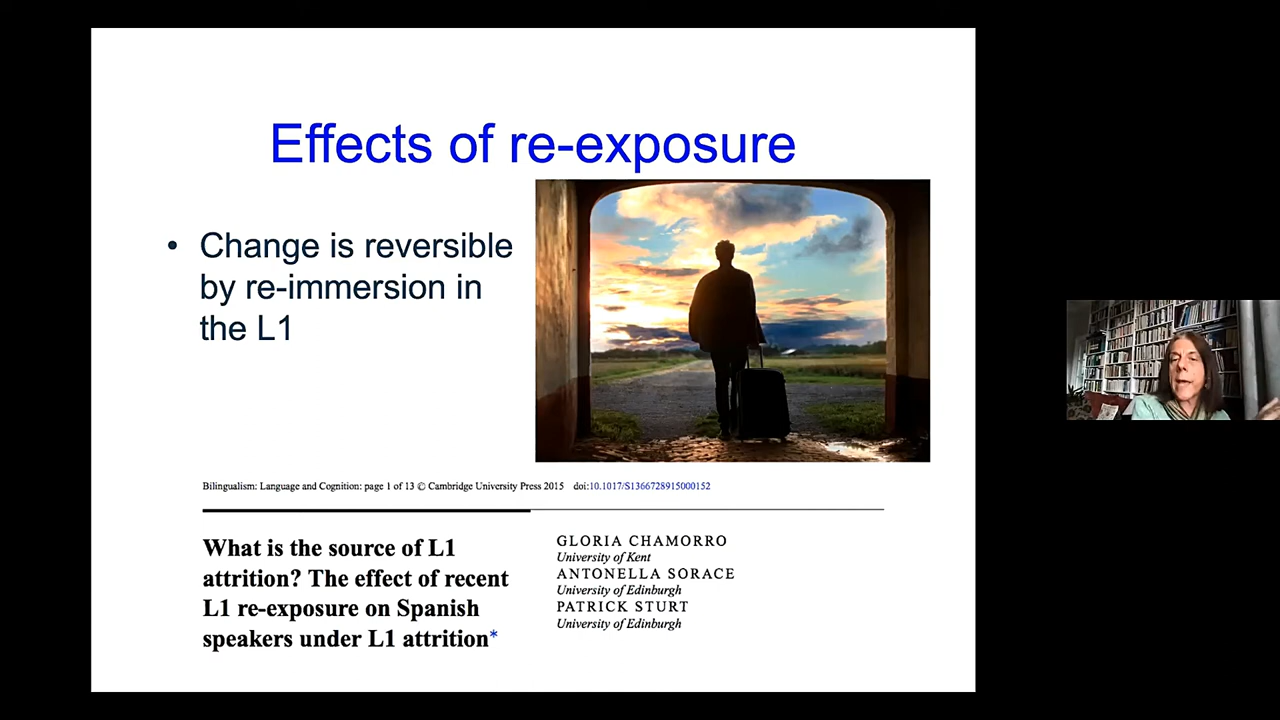 Effects of re-exposure
• Change is reversible
by re-immersion in
the L1
Bilingualism: Language and Cognition: page 1 of 13 © Cambridge University Press 2015 doi:10.1017/S1366728915000152
What is the source of L1
attrition? The effect of recent
L1 re-exposure on Spanish
speakers under L1 attrition*
GLORIA CHAMORRO
University of Kent
ANTONELLA SORACE
University of Edinburgh
PATRICK STURT
University of Edinburgh